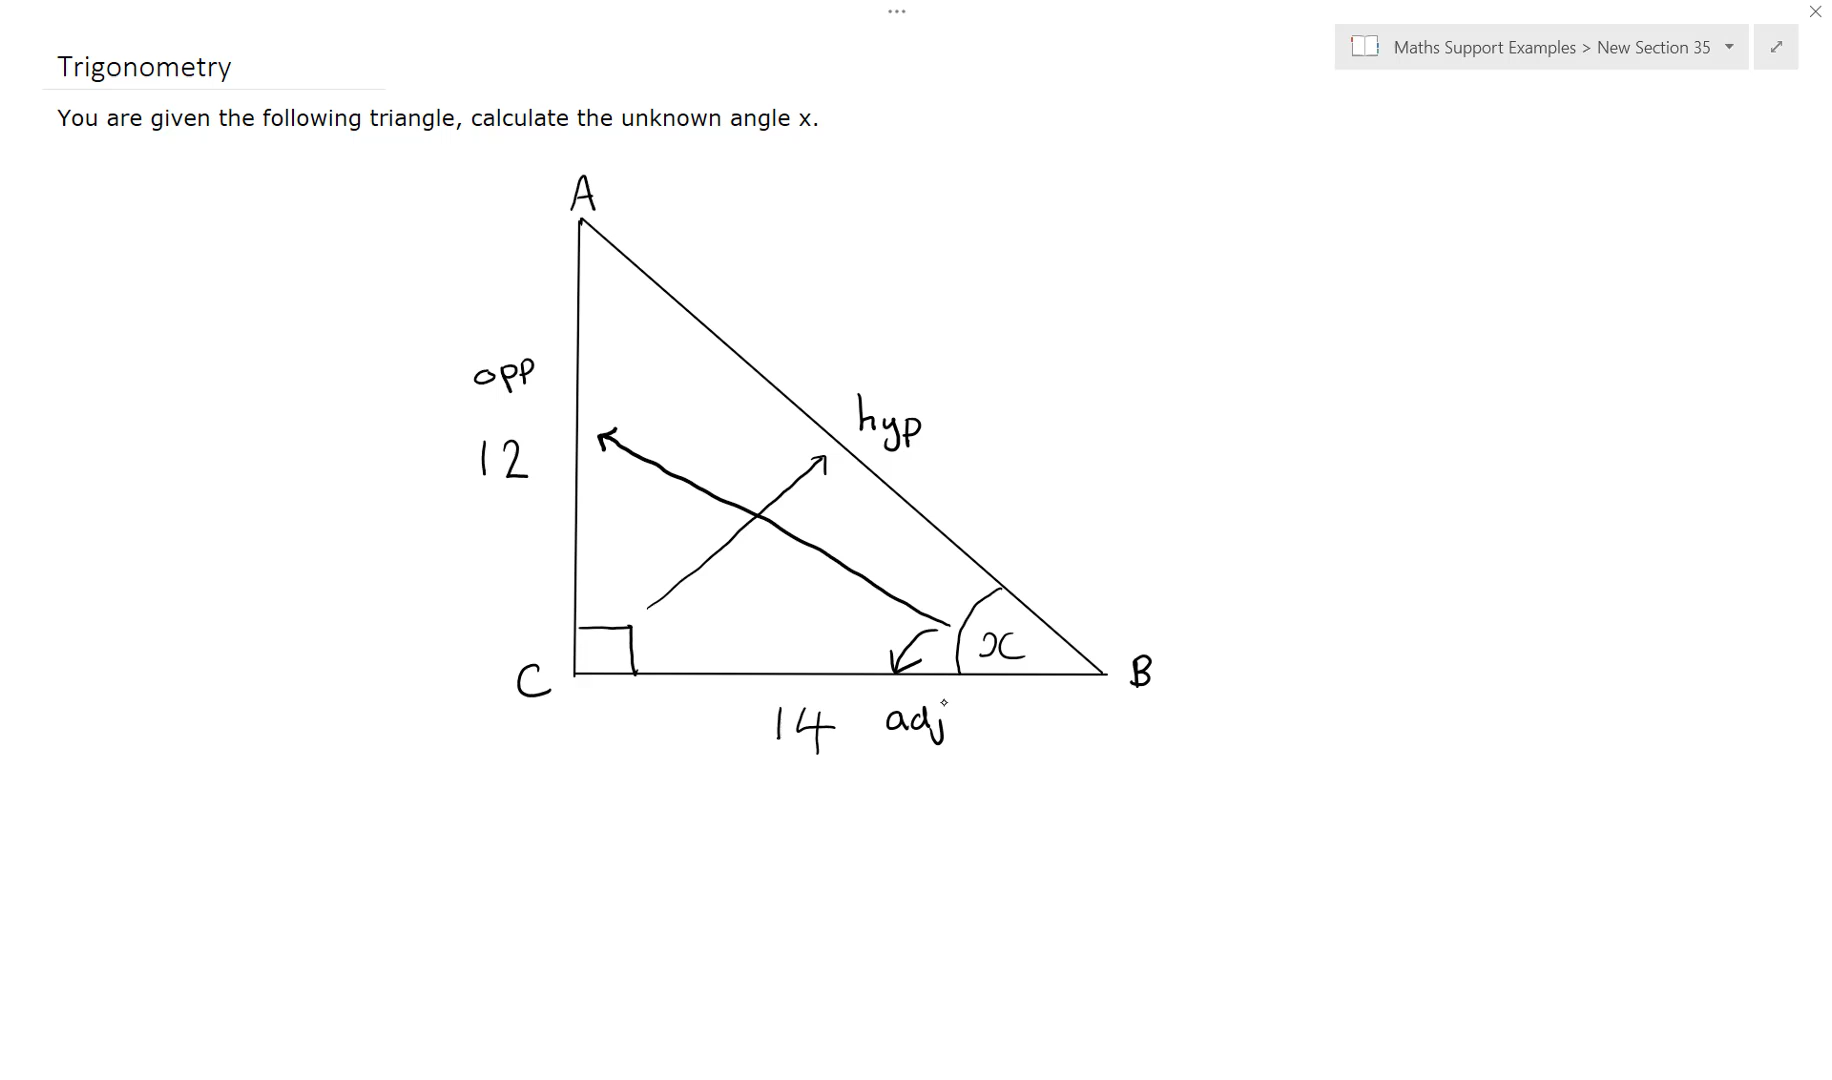 Maths Support Examples > New Section 35
Trigonometry
You are given the following triangle, calculate the unknown angle x.
A
opp
hyp
12
x
C
B
14 adj